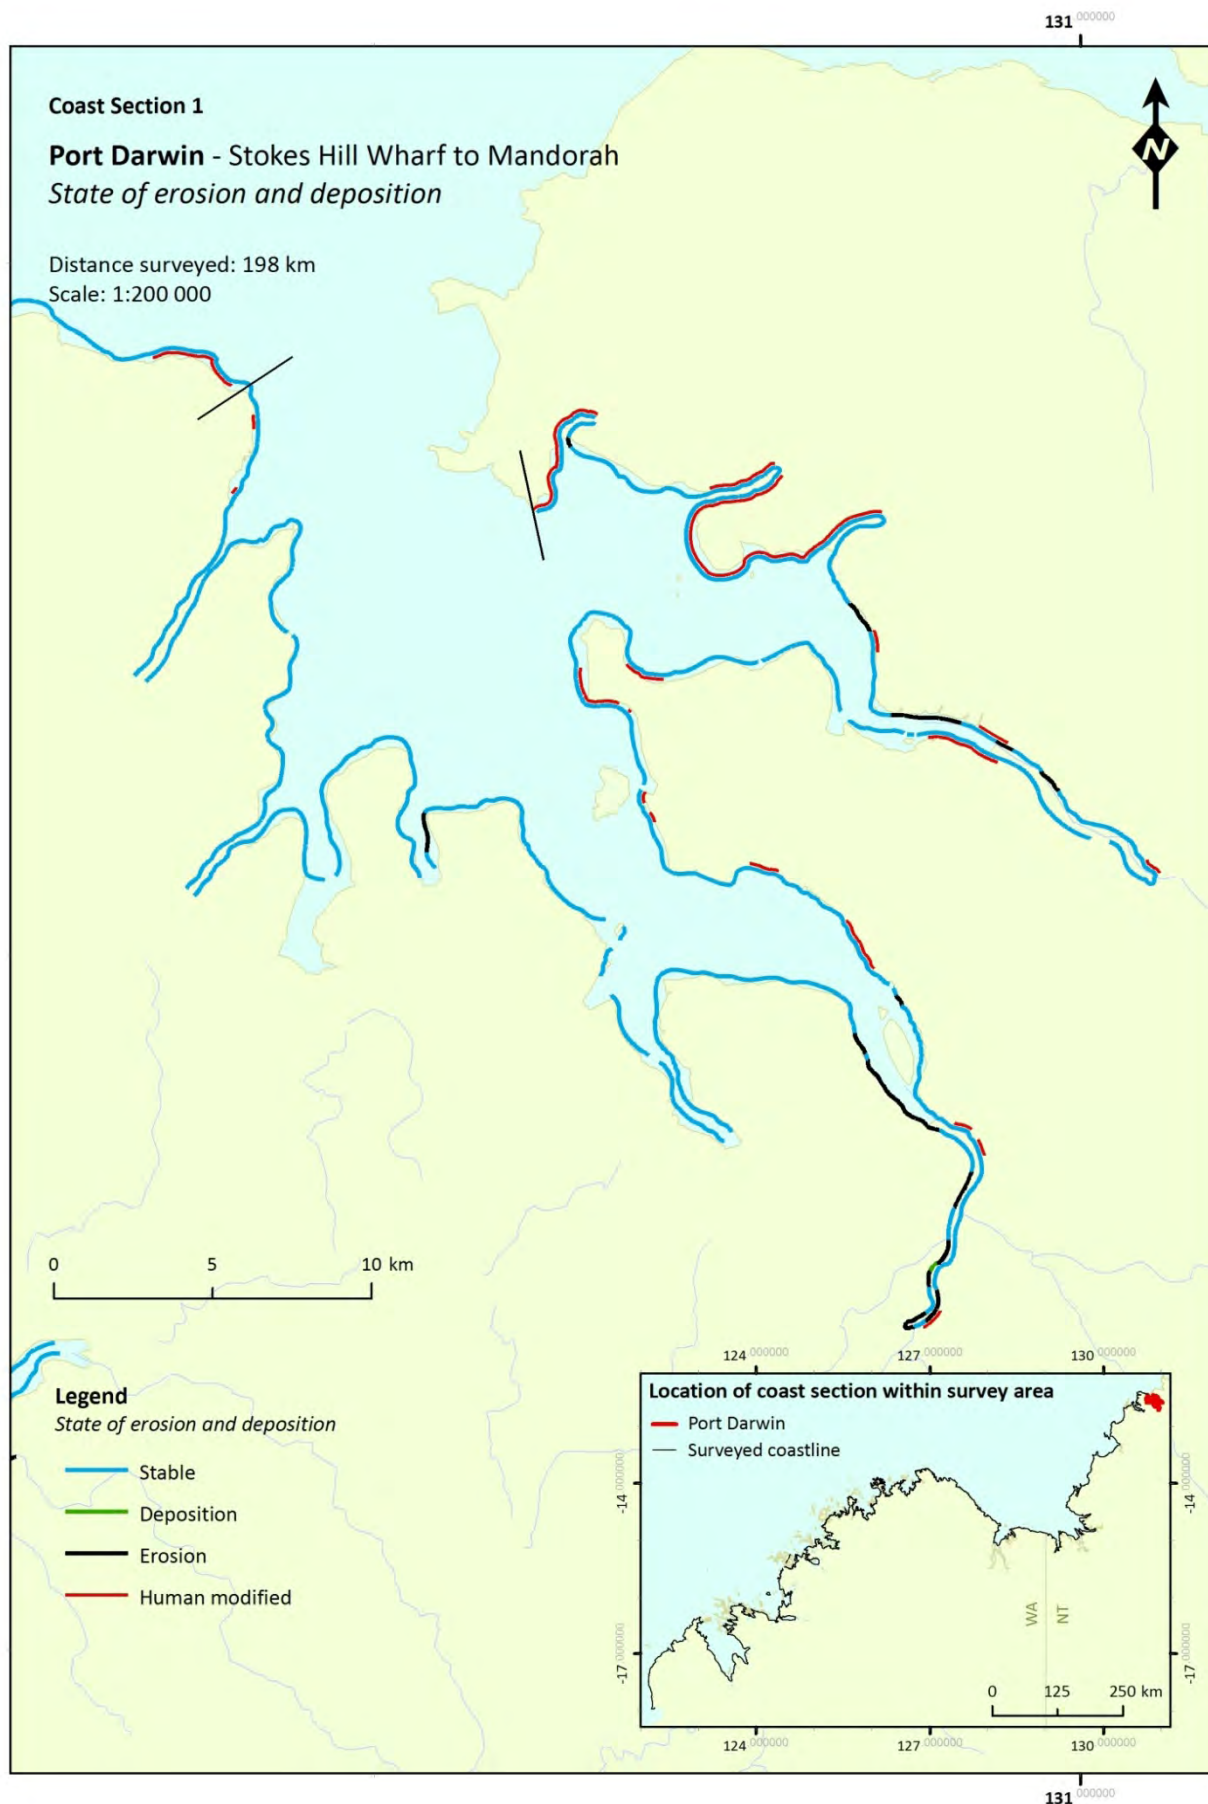 131 000000
Coast Section 1
Port Darwin - Stokes Hill Wharf to Mandorah
State of erosion and deposition
N
Distance surveyed: 198 km
Scale: 1:200 000
0 5 10 km
Legend
State of erosion and deposition
Stable
Deposition
Erosion
Human modified
124 000000 127 000000 130 000000
Location of coast section within survey area
Port Darwin
Surveyed coastline
-14 000000
-14 000000
WA
NT
-17 000000
-17 000000
0 125 250 km
124 000000 127 000000 130 000000
131 000000